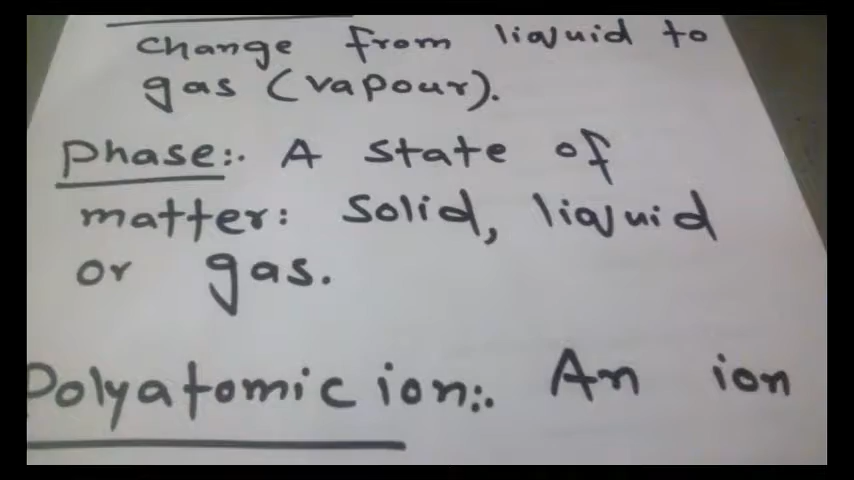 change from liquid to
gas (vapour).
Phase:. A state of
matter: Solid, liquid
or gas.
Polyatomic ion:. An ion